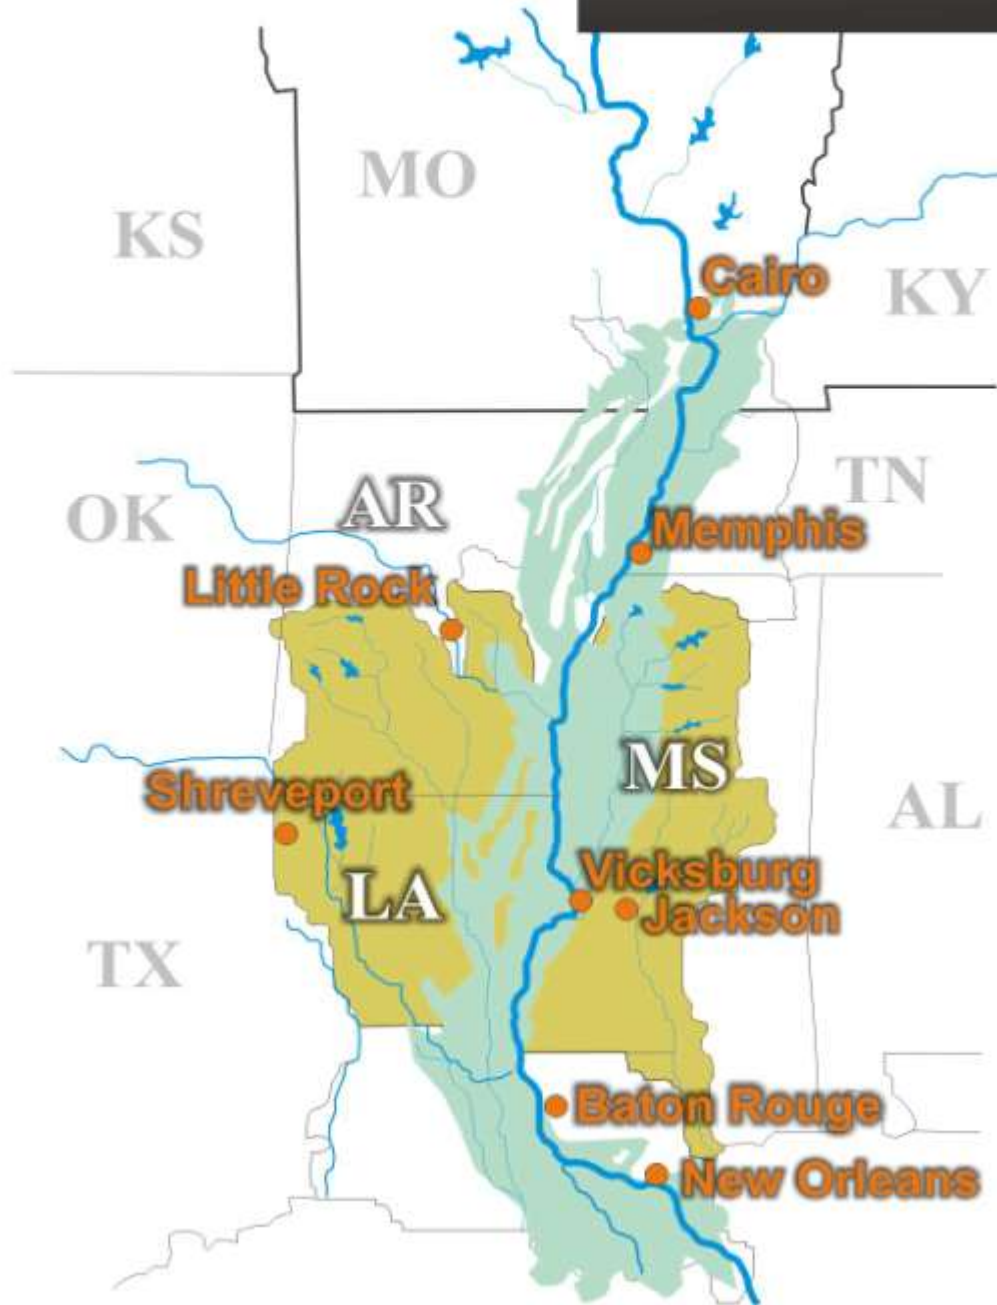 MO
KS
Cairo
KY
TN
AR
OK
Memphis
Little Rock
MS
Shreveport
AL
Vicksburg
LA
Jackson
TX
Baton Rouge
New Orleans